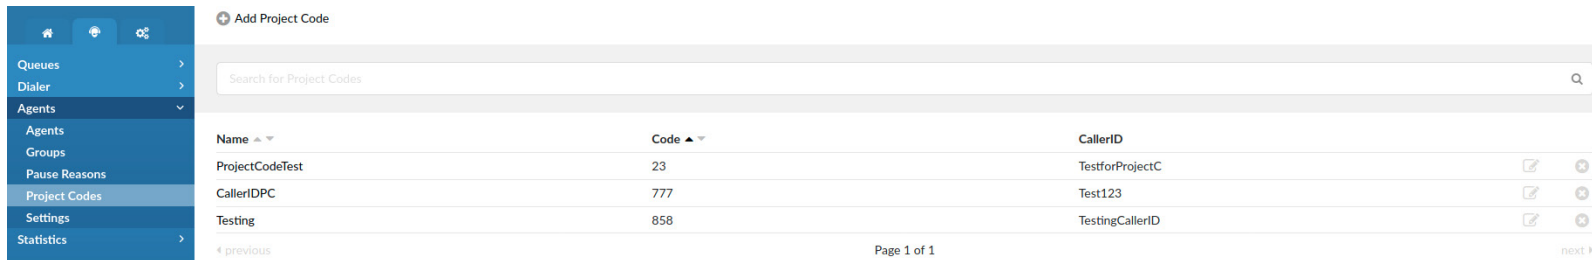 Add Project Code
Queues
Dialer
Agents
Agents
Groups
Pause Reasons
Project Codes
Settings
Statistics
Search for Project Codes
Name Code CallerID
ProjectCodeTest 23 TestforProjectC
CallerIDPC 777 Test123
Testing 858 TestingCallerID
previous Page 1 of 1 next